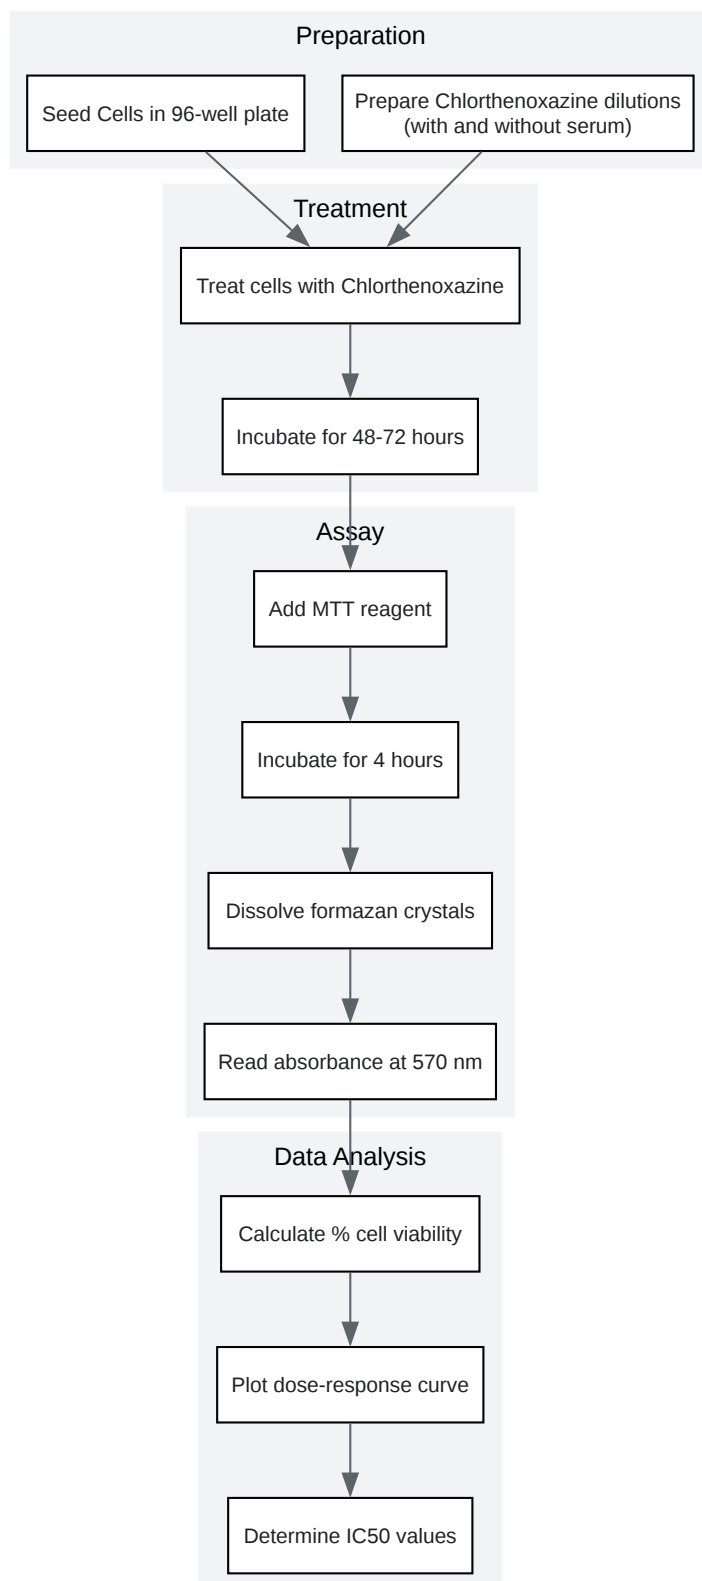 Preparation
Seed Cells in 96-well plate
Prepare Chlorthenoxazine dilutions
(with and without serum)
Treatment
Treat cells with Chlorthenoxazine
Incubate for 48-72 hours
Assay
Add MTT reagent
Incubate for 4 hours
Dissolve formazan crystals
Read absorbance at 570 nm
Data Analysis
Calculate % cell viability
Plot dose-response curve
Determine IC50 values